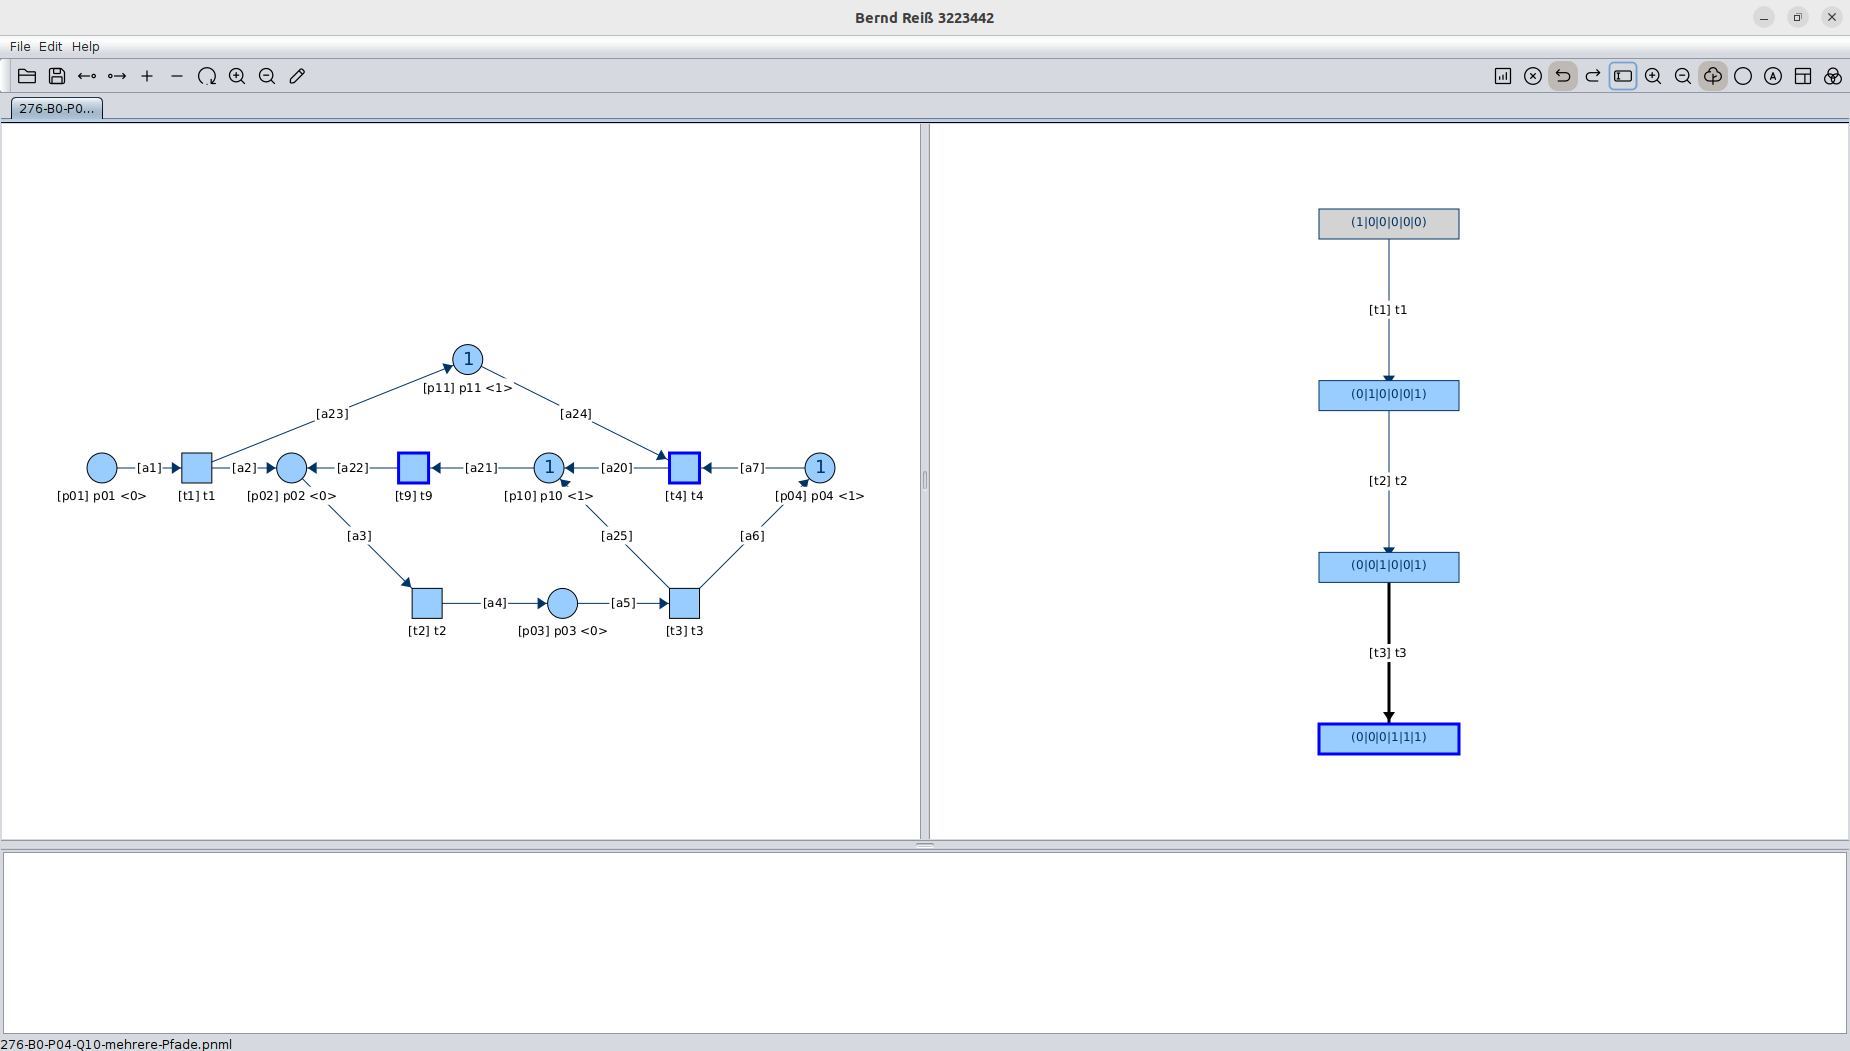 Bernd Reiß 3223442
File Edit Help
276-B0-P0...
1
[p11] p11 <1>
[a23]
[a24]
[a1]
[a2]
[a22]
[a21]
1
[a20]
[a7]
1
[p01] p01 <0>
[t1] t1
[p02] p02 <0>
[t9] t9
[p10] p10 <1>
[t4] t4
[p04] p04 <1>
[a3]
[a25]
[a6]
[a4]
[a5]
[t2] t2
[p03] p03 <0>
[t3] t3
(1|0|0|0|0|0)
[t1] t1
(0|1|0|0|0|1)
[t2] t2
(0|0|1|0|0|1)
[t3] t3
(0|0|0|1|1|1)
276-B0-P04-Q10-mehrere-Pfade.pnml